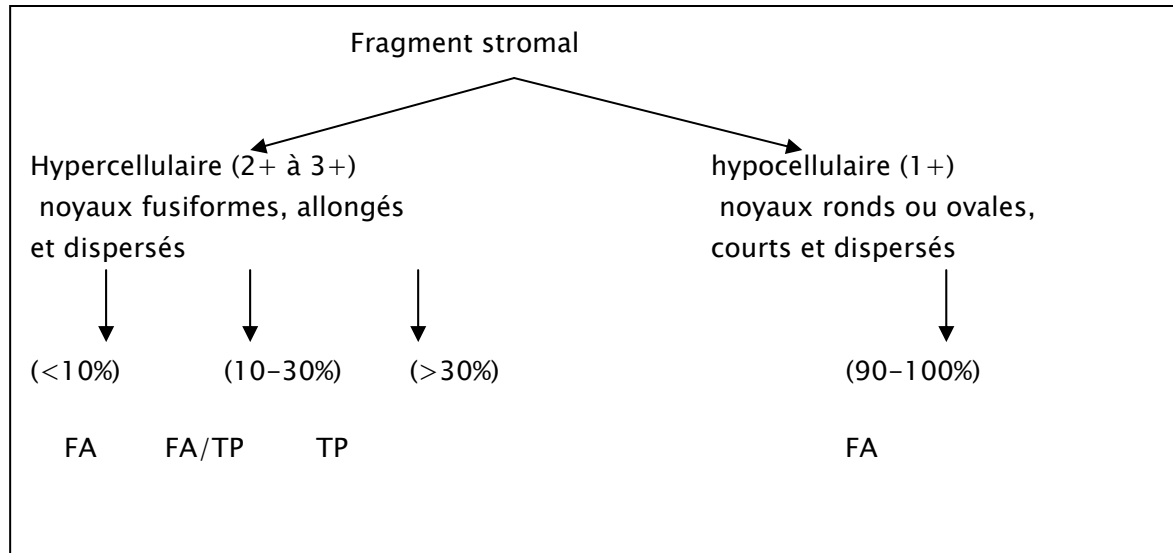 Fragment stromal
Hypercellulaire (2+ à 3+)
noyaux fusiformes, allongés
et dispersés
hypocellulaire (1+)
noyaux ronds ou ovales,
courts et dispersés
(<10%) (10-30%) (>30%) (90-100%)
FA FA/TP TP FA